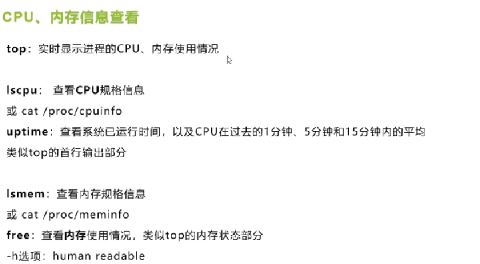 CPU、内存信息查看
top：实时显示进程的CPU、内存使用情况
lscpu： 查看CPU规格信息
或 cat /proc/cpuinfo
uptime：查看系统已运行时间，以及CPU在过去的1分钟、5分钟和15分钟内的平均
类似top的首行输出部分
lsmem：查看内存规格信息
或 cat /proc/meminfo
free：查看内存使用情况，类似top的内存状态部分
-h选项：human readable